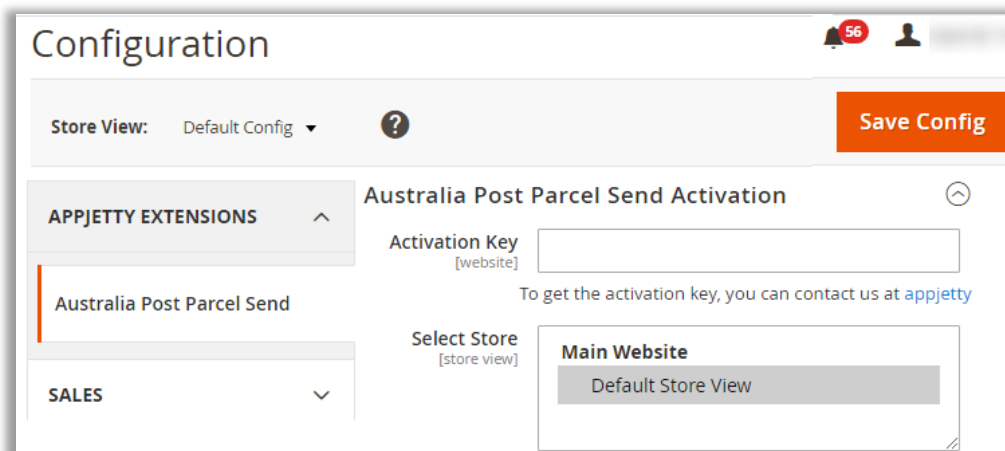 Configuration
56
Store View: Default Config
?
Save Config
APPJETTY EXTENSIONS
Australia Post Parcel Send
SALES
Australia Post Parcel Send Activation
Activation Key
[website]
To get the activation key, you can contact us at appjetty
Select Store
[store view]
Main Website
Default Store View